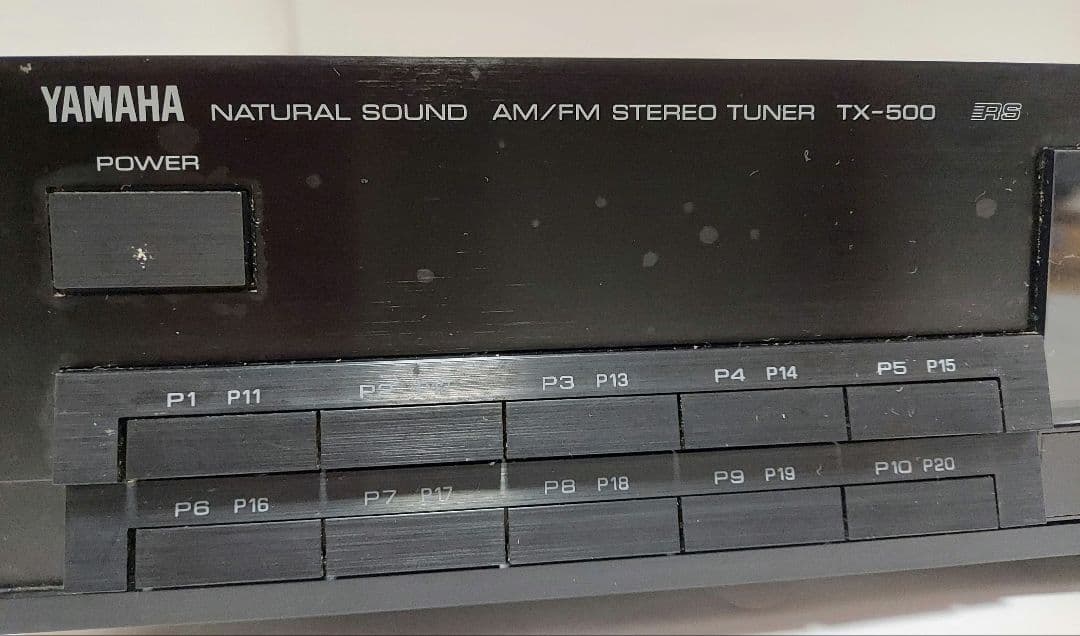 YAMAHA NATURAL SOUND AM/FM STEREO TUNER TX-500 RS
POWER
P1 P11 P2 P3 P13 P4 P14 P5 P15
P6 P16 P7 P17 P8 P18 P9 P19 P10 P20